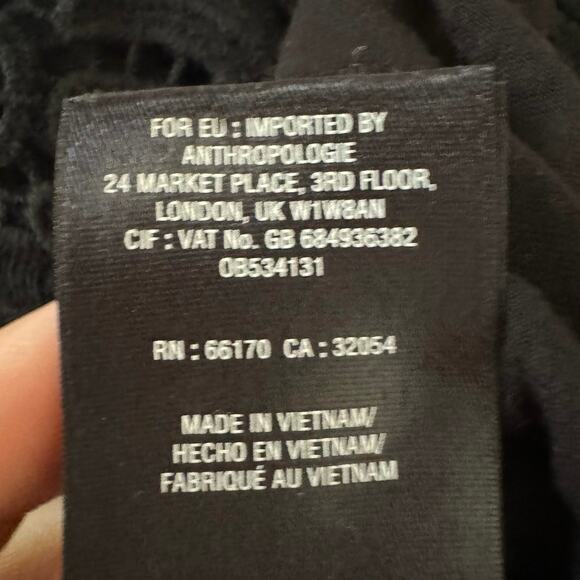 FOR EU : IMPORTED BY
ANTHROPOLOGIE
24 MARKET PLACE, 3RD FLOOR,
LONDON, UK W1W8AN
CIF : VAT No. GB 684936382
0B534131
RN : 66170 CA : 32054
MADE IN VIETNAM/
HECHO EN VIETNAM/
FABRIQUÉ AU VIETNAM